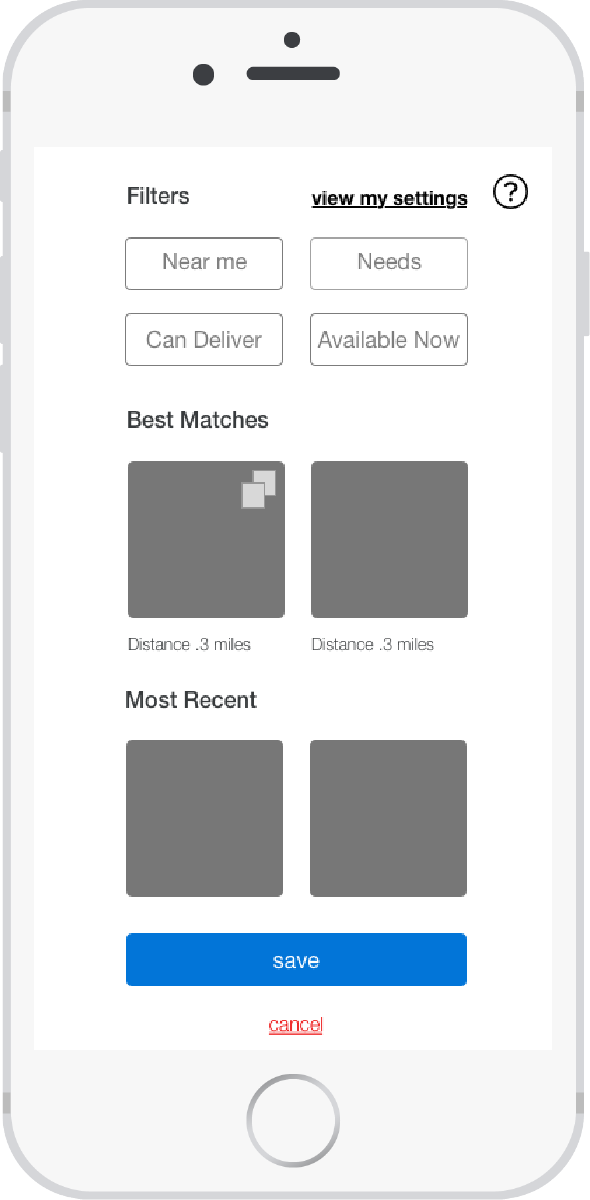 Filters
view my settings
?
Near me
Needs
Can Deliver
Available Now
Best Matches
Distance .3 miles
Distance .3 miles
Most Recent
save
cancel